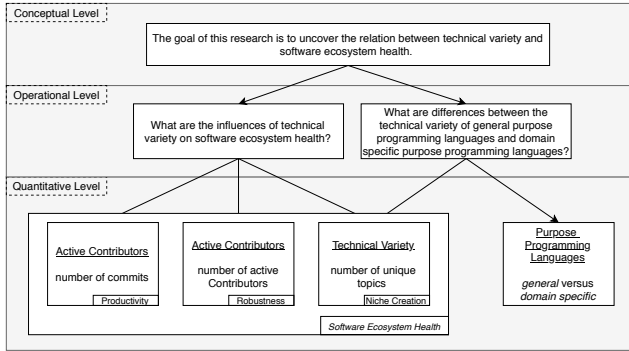 Conceptual Level
The goal of this research is to uncover the relation between technical variety and
software ecosystem health.
Operational Level
What are the influences of technical
variety on software ecosystem health?
What are differences between the
technical variety of general purpose
programming languages and domain
specific purpose programming languages?
Quantitative Level
Active Contributors
number of commits
Productivity
Active Contributors
number of active
Contributors
Robustness
Technical Variety
number of unique
topics
Niche Creation
Software Ecosystem Health
Purpose
Programming
Languages
general versus
domain specific